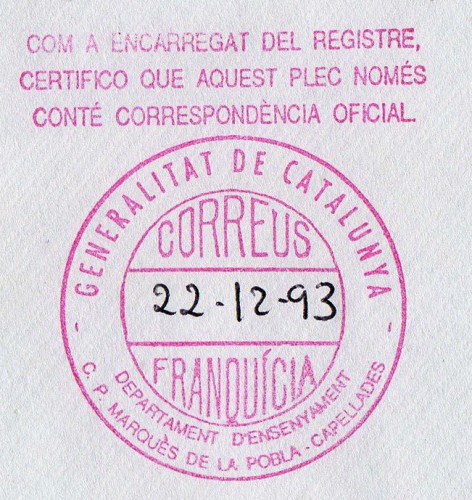 COM A ENCARREGAT DEL REGISTRE,
CERTIFICO QUE AQUEST PLEC NOMÉS
CONTÉ CORRESPONDÈNCIA OFICIAL.
- GENERALITAT DE CATALUNYA -
CORREUS
22-12-93
FRANQUÍCIA
DEPARTAMENT D'ENSENYAMENT
C. P. MARQUÈS DE LA POBLA - CAPELLADES